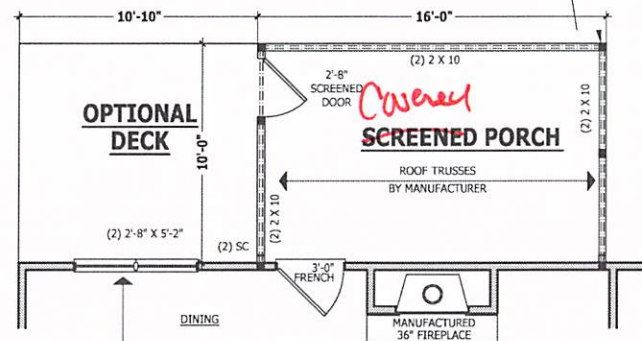 10'-10"
16'-0"
(2) 2 X 10
2'-8"
SCREENED
DOOR
Covered
SCREENED PORCH
(2) 2 X 10
OPTIONAL
DECK
10'-0"
ROOF TRUSSES
BY MANUFACTURER
(2) 2 X 10
(2) 2'-8" X 5'-2"
(2) SC
3'-0"
FRENCH
DINING
MANUFACTURED
36" FIREPLACE